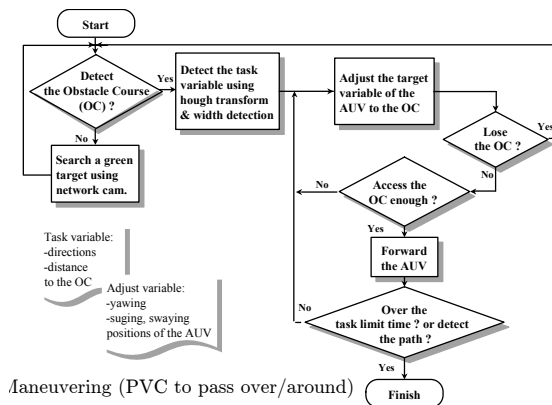 Start
Detect
the Obstacle Course
(OC) ?
Yes
Detect the task
variable using
hough transform
& width detection
Adjust the target
variable of the
AUV to the OC
Lose
the OC ?
Yes
No
No
Search a green
target using
network cam.
Access the
OC enough ?
No
Yes
Forward
the AUV
Task variable:
-directions
-distance
to the OC
Adjust variable:
-yawing
-suging, swaying
positions of the AUV
Over the
task limit time ? or detect
the path ?
No
Yes
Finish
Maneuvering (PVC to pass over/around)